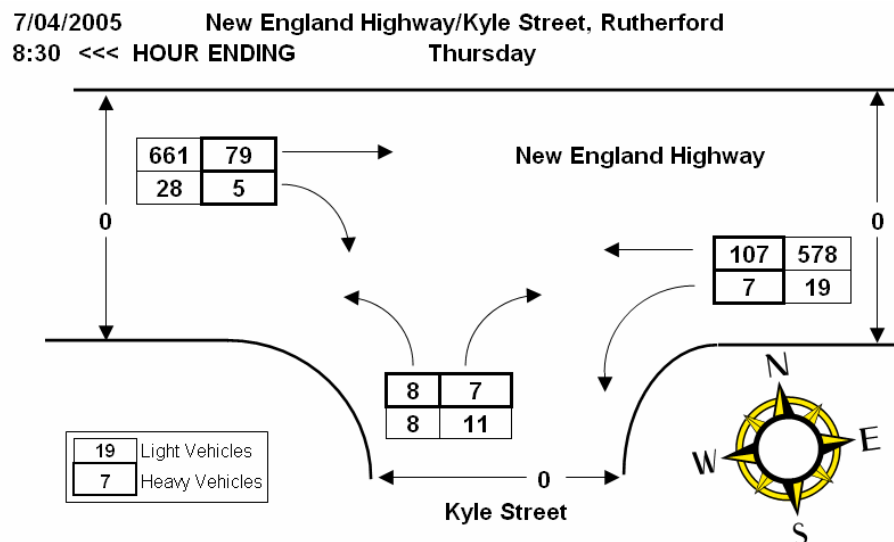 7/04/2005 New England Highway/Kyle Street, Rutherford
8:30 <<< HOUR ENDING Thursday
661 79
28 5
New England Highway
0
0
107 578
7 19
8 7
8 11
19 Light Vehicles
7 Heavy Vehicles
0
Kyle Street
N
W
E
S